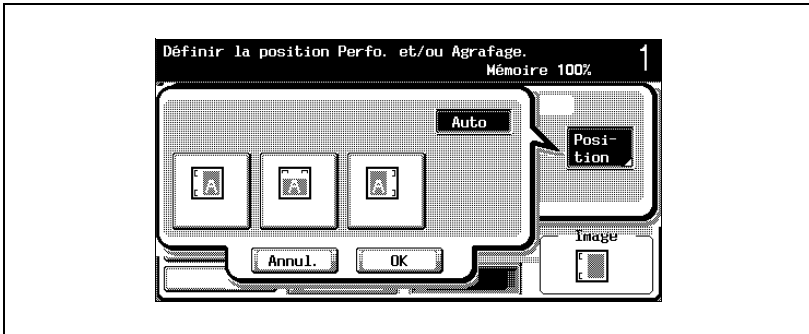 Définir la position Perfo. et/ou Agrafage.
1
Mémoire 100%
Auto
Posi-
tion
A
A
A
Annul.
OK
Image